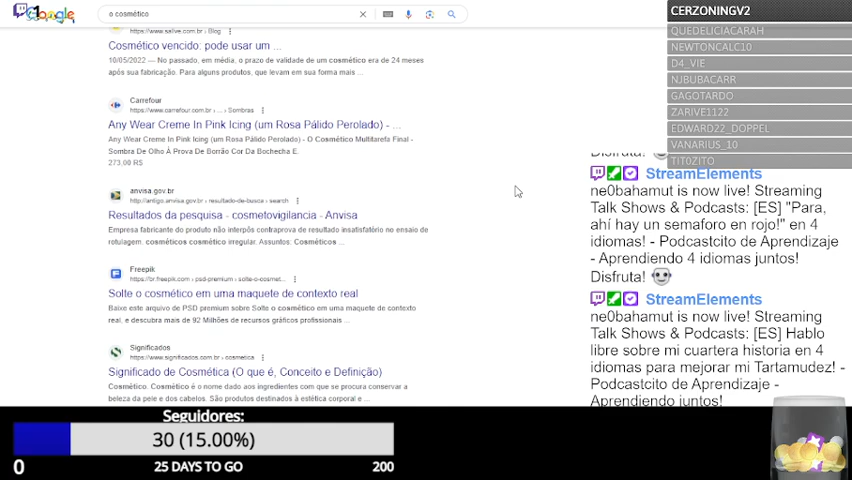 Google
o cosmético
https://www.salive.com.br › Blog
Cosmético vencido: pode usar um ...
10/05/2022 — No passado, em média, o prazo de validade de um cosmético era de 24 meses
após sua fabricação. Para alguns produtos, que levam em sua forma mais ...
Carrefour
https://www.carrefour.com.br › ... › Sombras
Any Wear Creme In Pink Icing (um Rosa Pálido Perolado) - ...
Any Wear Creme In Pink Icing (um Rosa Pálido Perolado) - O Cosmético Multitarefa Final -
Sombra De Olho À Prova De Borrão Cor Da Bochecha E.
273,00 R$
anvisa.gov.br
http://antigo.anvisa.gov.br › resultado-de-busca › search
Resultados da pesquisa - cosmetovigilancia - Anvisa
Empresa fabricante do produto não interpôs contraprova de resultado insatisfatório no ensaio de
rotulagem. cosméticos cosmético irregular. Assuntos: Cosméticos ...
Freepik
https://br.freepik.com › psd-premium › solte-o-cosmet...
Solte o cosmético em uma maquete de contexto real
Baixe este arquivo de PSD premium sobre Solte o cosmético em uma maquete de contexto
real, e descubra mais de 92 Milhões de recursos gráficos profissionais ...
Significados
https://www.significados.com.br › cosmetica
Significado de Cosmética (O que é, Conceito e Definição)
Cosmético. Cosmético é o nome dado aos ingredientes com que se procura conservar a
beleza da pele e dos cabelos. São produtos destinados à estética corporal e ...
CERZONINGV2
QUEDELICIACARAH
NEWTONCALC10
D4_VIE
NJBUBACARR
GAGOTARDO
ZARIVE1122
EDWARD22_DOPPEL
VANARIUS_10
TIT0ZITO
Disfruta!
StreamElements
ne0bahamut is now live! Streaming
Talk Shows & Podcasts: [ES] "Para,
ahí hay un semaforo en rojo!" en 4
idiomas! - Podcastcito de Aprendizaje
- Aprendiendo 4 idiomas juntos!
Disfruta!
StreamElements
ne0bahamut is now live! Streaming
Talk Shows & Podcasts: [ES] Hablo
libre sobre mi cuartera historia en 4
idiomas para mejorar mi Tartamudez! -
Podcastcito de Aprendizaje -
Aprendiendo juntos!
Seguidores:
30 (15.00%)
0
25 DAYS TO GO
200